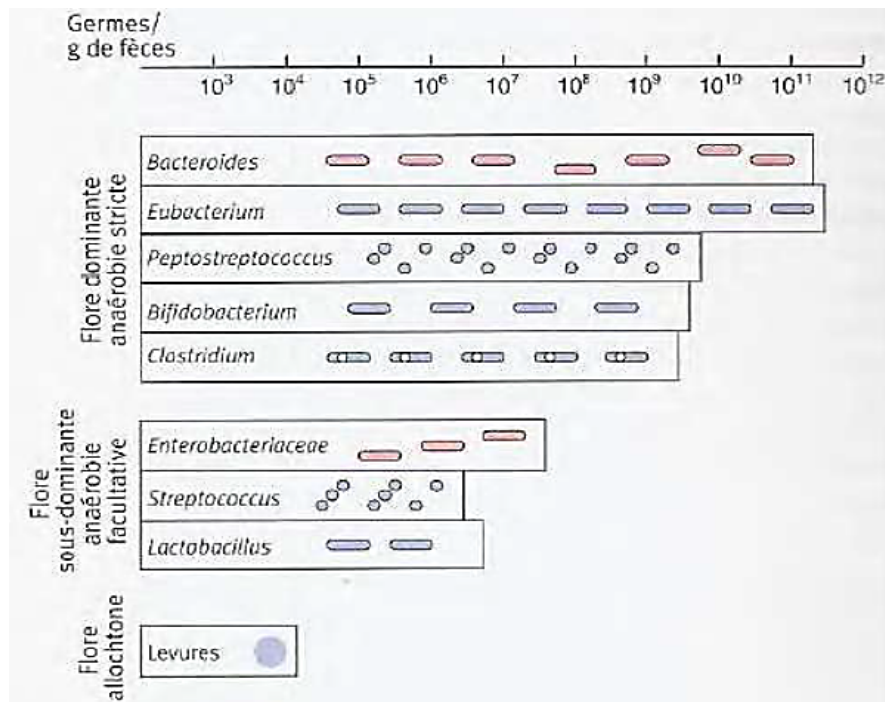 Germes/
g de fèces
10³ 10⁴ 10⁵ 10⁶ 10⁷ 10⁸ 10⁹ 10¹⁰ 10¹¹ 10¹²
Flore dominante
anaérobie stricte
Bacteroides
Eubacterium
Peptostreptococcus
Bifidobacterium
Clostridium
Flore
sous-dominante
anaérobie
facultative
Enterobacteriaceae
Streptococcus
Lactobacillus
Flore
allochtone
Levures